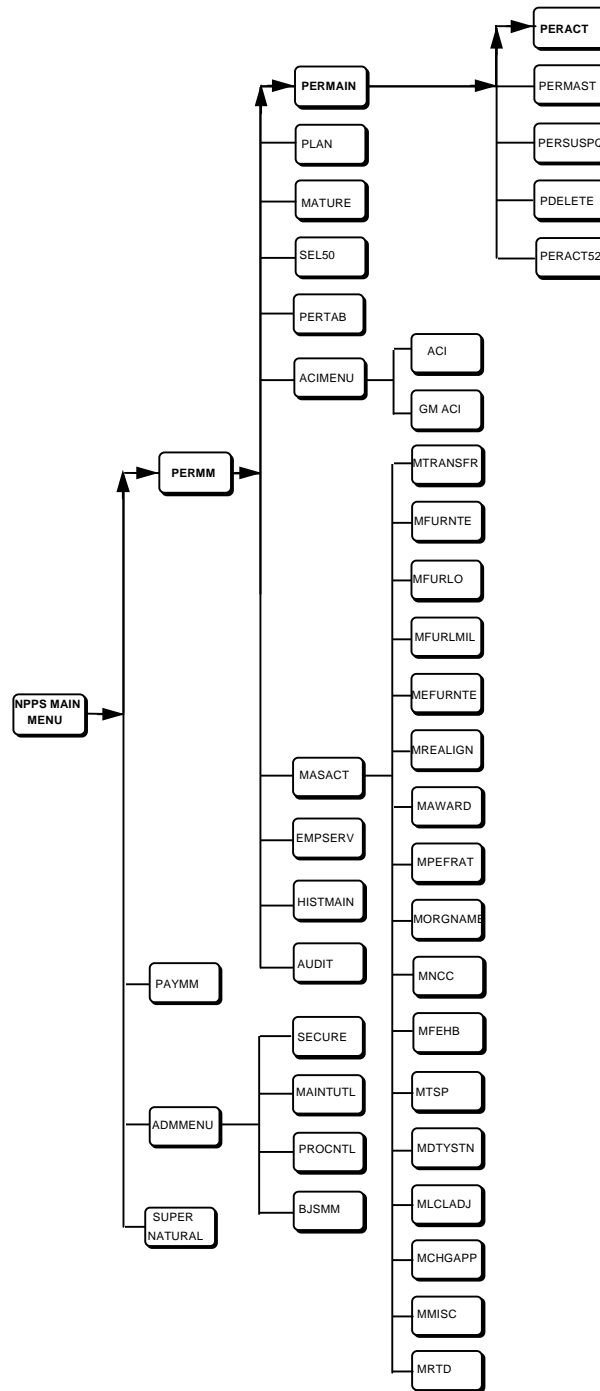 PERACT
PERMAIN
PERMAST
PLAN
PERSUSPC
MATURE
PDELETE
SEL50
PERACT52
PERTAB
ACI
ACIMENU
GM ACI
MTRANSFR
PERMM
MFURNTE
MFURLO
MFURLMIL
MEFURNTE
NPPS MAIN
MENU
MREALIGN
MASACT
MAWARD
EMPSERV
MPEFRAT
HISTMAIN
MORGNAME
AUDIT
MNCC
PAYMM
SECURE
MFEHB
MAINTUTL
MTSP
ADMMENU
PROCNTL
MDTYSTN
BJSMM
MLCLADJ
SUPER
NATURAL
MCHGAPP
MMISC
MRTD